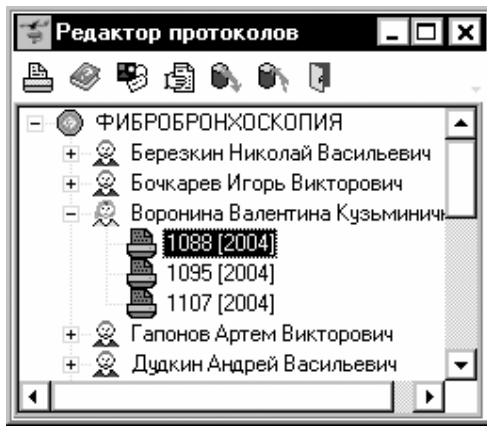 Редактор протоколов
ФИБРОБРОНХОСКОПИЯ
Березкин Николай Васильевич
Бочкарев Игорь Викторович
Воронина Валентина Кузьминич
1088 [2004]
1095 [2004]
1107 [2004]
Гапонов Артем Викторович
Дудкин Андрей Васильевич